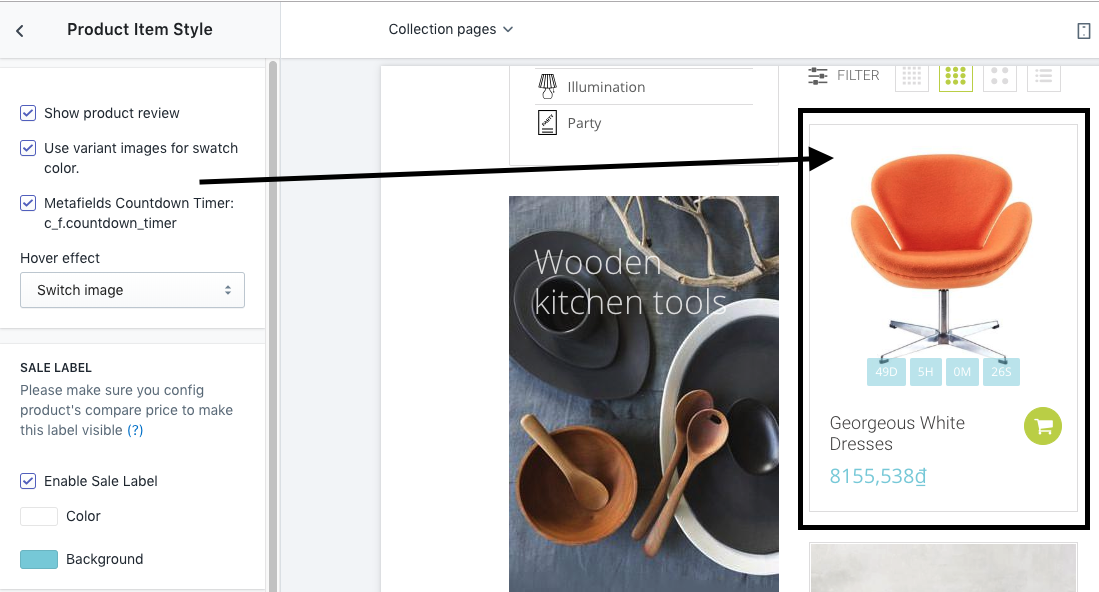 Product Item Style
Collection pages
Show product review
Use variant images for swatch
color.
Metafields Countdown Timer:
c_f.countdown_timer
Hover effect
Switch image
SALE LABEL
Please make sure you config
product's compare price to make
this label visible (?)
Enable Sale Label
Color
Background
Illumination
Party
Wooden
kitchen tools
FILTER
49D 5H 0M 26S
Georgeous White
Dresses
8155,538₫